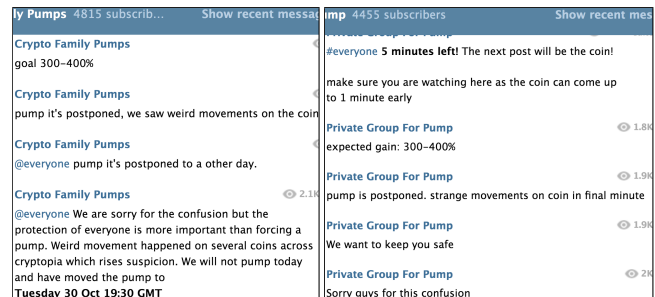 ly Pumps 4815 subscrib... Show recent messag
Crypto Family Pumps
goal 300-400%
Crypto Family Pumps
pump it's postponed, we saw weird movements on the coin
Crypto Family Pumps
@everyone pump it's postponed to a other day.
Crypto Family Pumps 2.1K
@everyone We are sorry for the confusion but the
protection of everyone is more important than forcing a
pump. Weird movement happened on several coins across
cryptopia which rises suspicion. We will not pump today
and have moved the pump to
Tuesday 30 Oct 19:30 GMT
ump 4455 subscribers Show recent mes
Private Group For Pump
#everyone 5 minutes left! The next post will be the coin!
make sure you are watching here as the coin can come up
to 1 minute early
Private Group For Pump 1.8K
expected gain: 300-400%
Private Group For Pump 1.9K
pump is postponed. strange movements on coin in final minute
Private Group For Pump 1.9K
We want to keep you safe
Private Group For Pump 2K
Sorry guys for this confusion